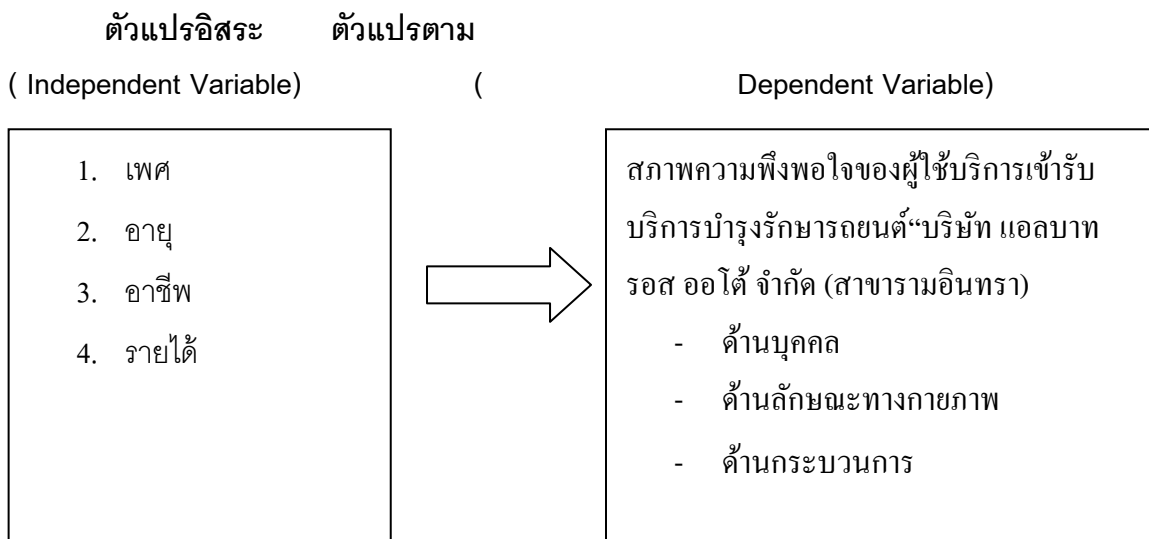 ตัวแปรอิสระ ตัวแปรตาม
( Independent Variable) ( Dependent Variable)
1. เพศ
2. อายุ
3. อาชีพ
4. รายได้
สภาพความพึงพอใจของผู้ใช้บริการเข้ารับ
บริการบำรุงรักษารถยนต์“บริษัท แอลบาท
รอส ออโต้ จำกัด (สาขารามอินทรา)
- ด้านบุคคล
- ด้านลักษณะทางกายภาพ
- ด้านกระบวนการ